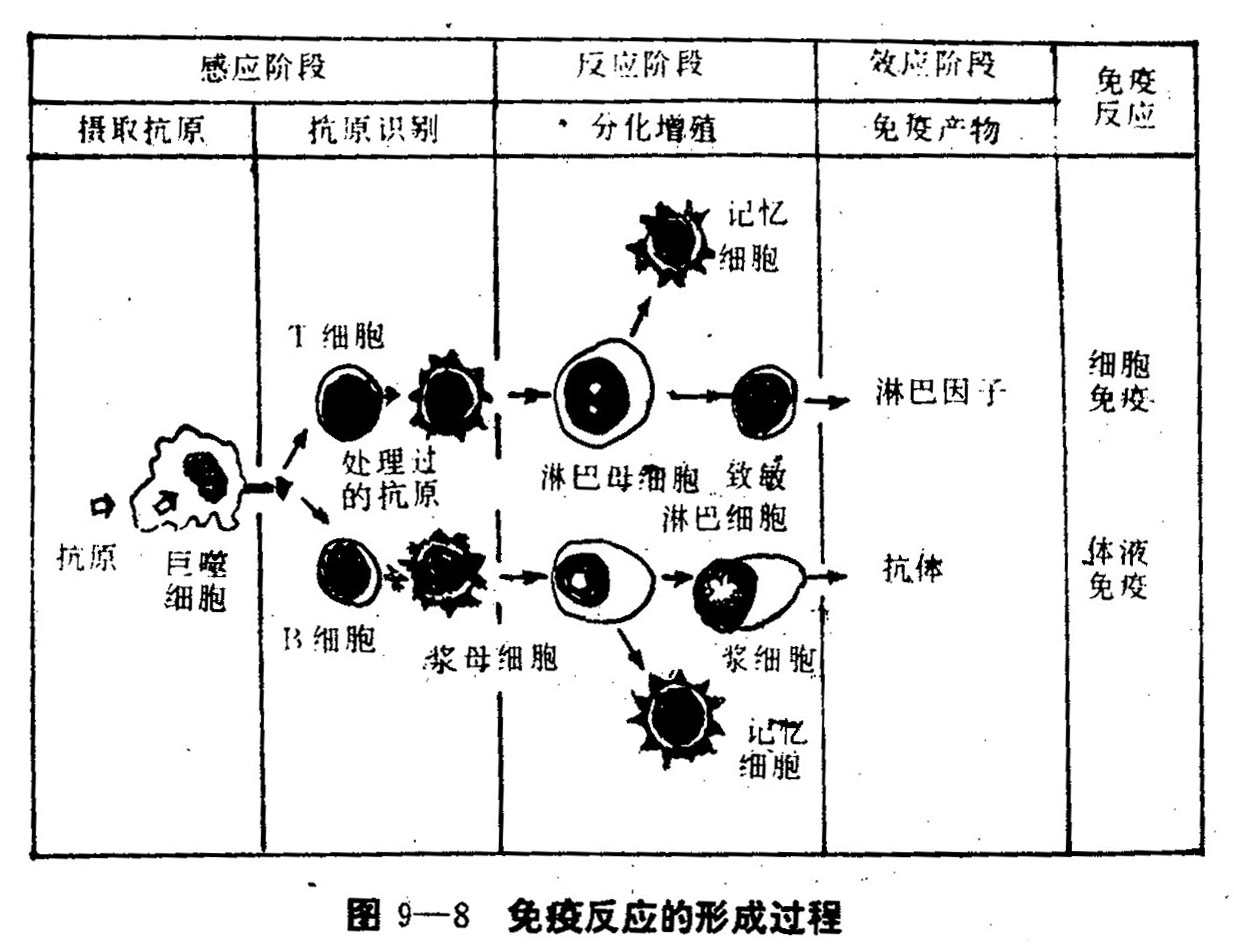 感应阶段
反应阶段
效应阶段
免疫
反应
摄取抗原
抗原识别
分化增殖
免疫产物
记忆
细胞
T 细胞
处理过
的抗原
淋巴母细胞
致敏
淋巴细胞
淋巴因子
细胞
免疫
抗原
巨噬
细胞
B细胞
浆母细胞
浆细胞
抗体
体液
免疫
记忆
细胞
图 9—8 免疫反应的形成过程